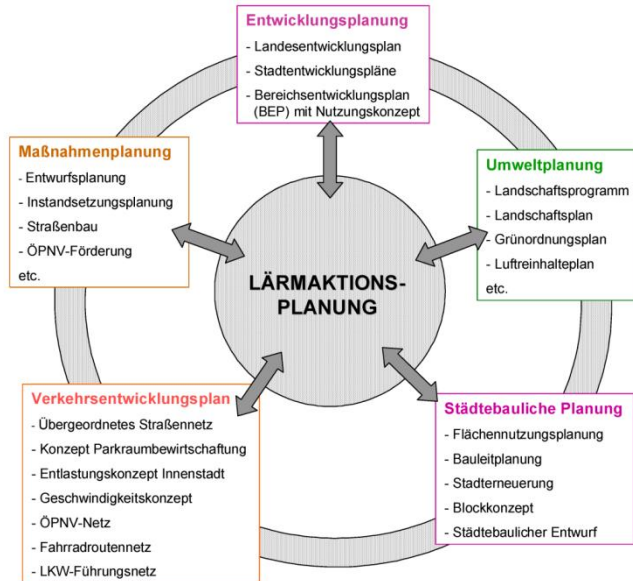 Entwicklungsplanung
- Landesentwicklungsplan
- Stadtentwicklungspläne
- Bereichsentwicklungsplan
(BEP) mit Nutzungskonzept
Maßnahmenplanung
- Entwurfsplanung
- Instandsetzungsplanung
- Straßenbau
- ÖPNV-Förderung
etc.
Umweltplanung
- Landschaftsprogramm
- Landschaftsplan
- Grünordnungsplan
- Luftreinhalteplan
etc.
LÄRMAKTIONS-
PLANUNG
Verkehrsentwicklungsplan
- Übergeordnetes Straßennetz
- Konzept Parkraumbewirtschaftung
- Entlastungskonzept Innenstadt
- Geschwindigkeitskonzept
- ÖPNV-Netz
- Fahrradroutennetz
- LKW-Führungsnetz
Städtebauliche Planung
- Flächennutzungsplanung
- Bauleitplanung
- Stadterneuerung
- Blockkonzept
- Städtebaulicher Entwurf